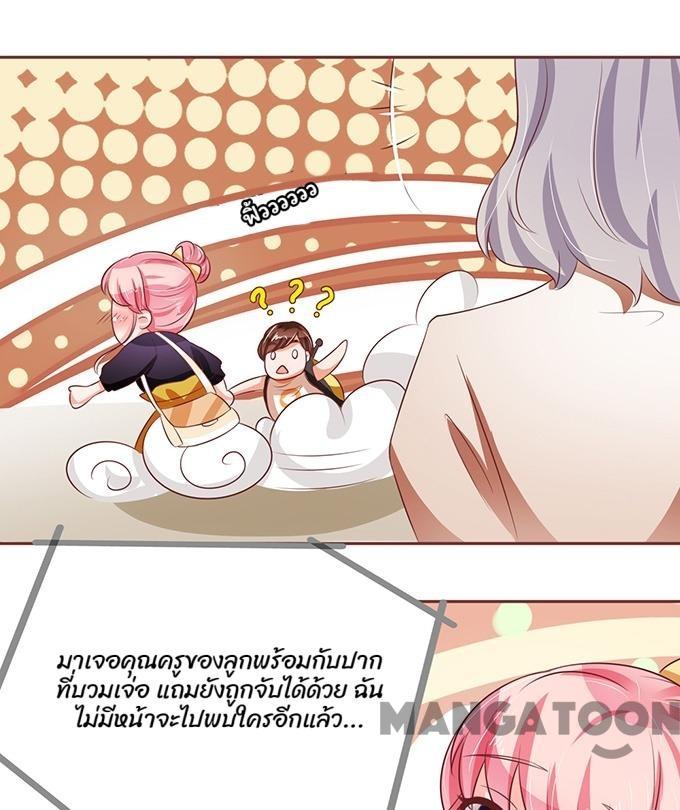 ฟิ้ววววววว
? ? ? ?
มาเจอคุณครูของลูกพร้อมกับปาก
ที่บวมเจ่อ แถมยังถูกจับได้ด้วย ฉัน
ไม่มีหน้าจะไปพบใครอีกแล้ว...
MANGATOON